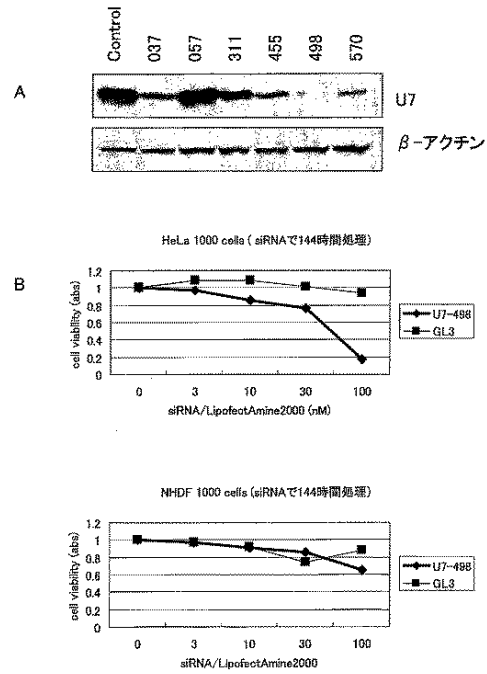 Control 037 057 311 455 498 570
A
U7
β-アクチン
HeLa 1000 cells ( siRNAで144時間処理)
B
cell viability (abs)
1.2
1
0.8
0.6
0.4
0.2
0
0 3 10 30 100
siRNA/LipofectAmine2000 (nM)
U7-498
GL3
NHDF 1000 cells (siRNAで144時間処理)
cell viability (abs)
1.2
1
0.8
0.6
0.4
0.2
0
0 3 10 30 100
siRNA/LipofectAmine2000
U7-498
GL3